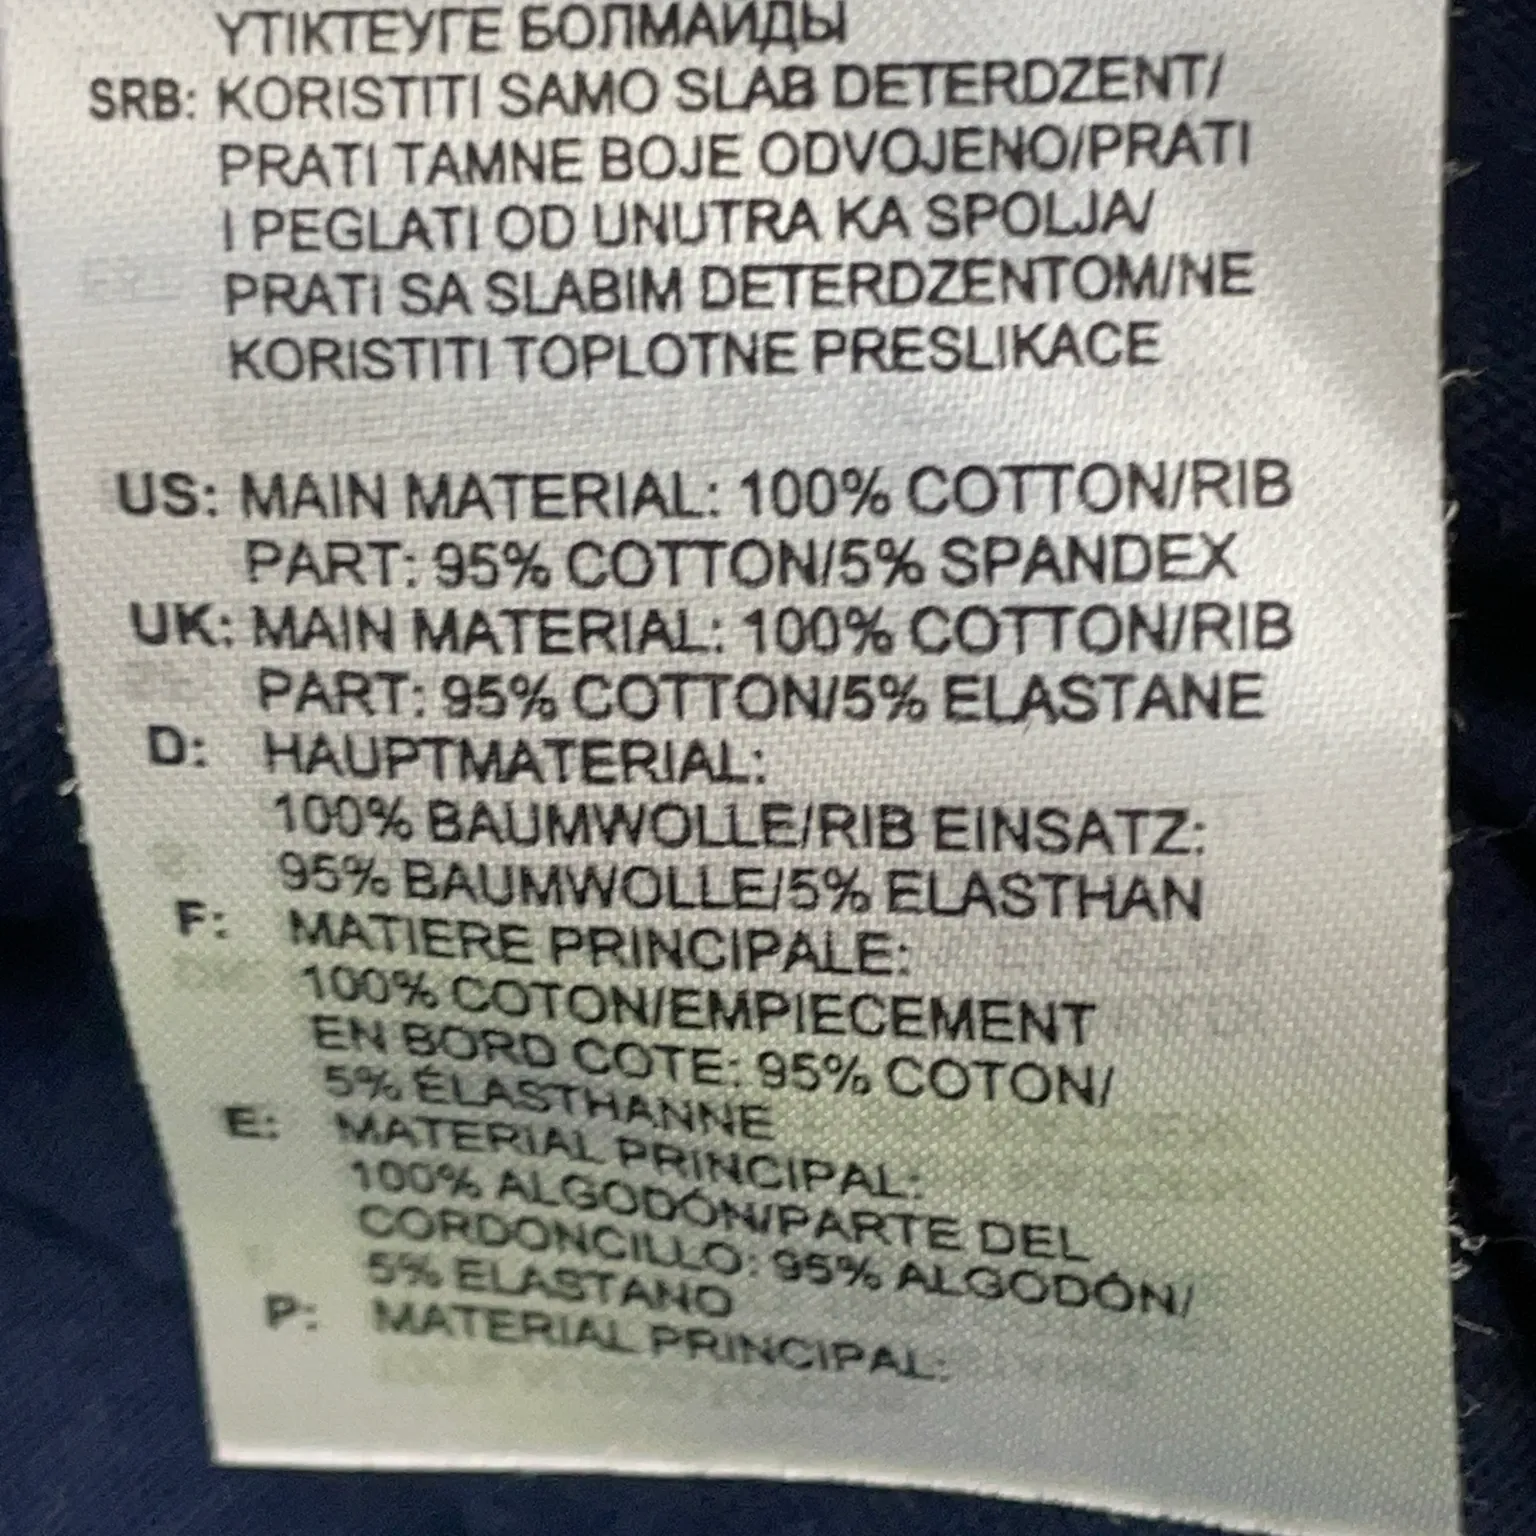 ҮТІКТЕУГЕ БОЛМАЙДЫ
SRB: KORISTITI SAMO SLAB DETERDZENT/
PRATI TAMNE BOJE ODVOJENO/PRATI
I PEGLATI OD UNUTRA KA SPOLJA/
PRATI SA SLABIM DETERDZENTOM/NE
KORISTITI TOPLOTNE PRESLIKACE
US: MAIN MATERIAL: 100% COTTON/RIB
PART: 95% COTTON/5% SPANDEX
UK: MAIN MATERIAL: 100% COTTON/RIB
PART: 95% COTTON/5% ELASTANE
D: HAUPTMATERIAL:
100% BAUMWOLLE/RIB EINSATZ:
95% BAUMWOLLE/5% ELASTHAN
F: MATIERE PRINCIPALE:
100% COTON/EMPIECEMENT
EN BORD COTE: 95% COTON/
5% ÉLASTHANNE
E: MATERIAL PRINCIPAL:
100% ALGODÓN/PARTE DEL
CORDONCILLO: 95% ALGODÓN/
5% ELASTANO
P: MATERIAL PRINCIPAL: